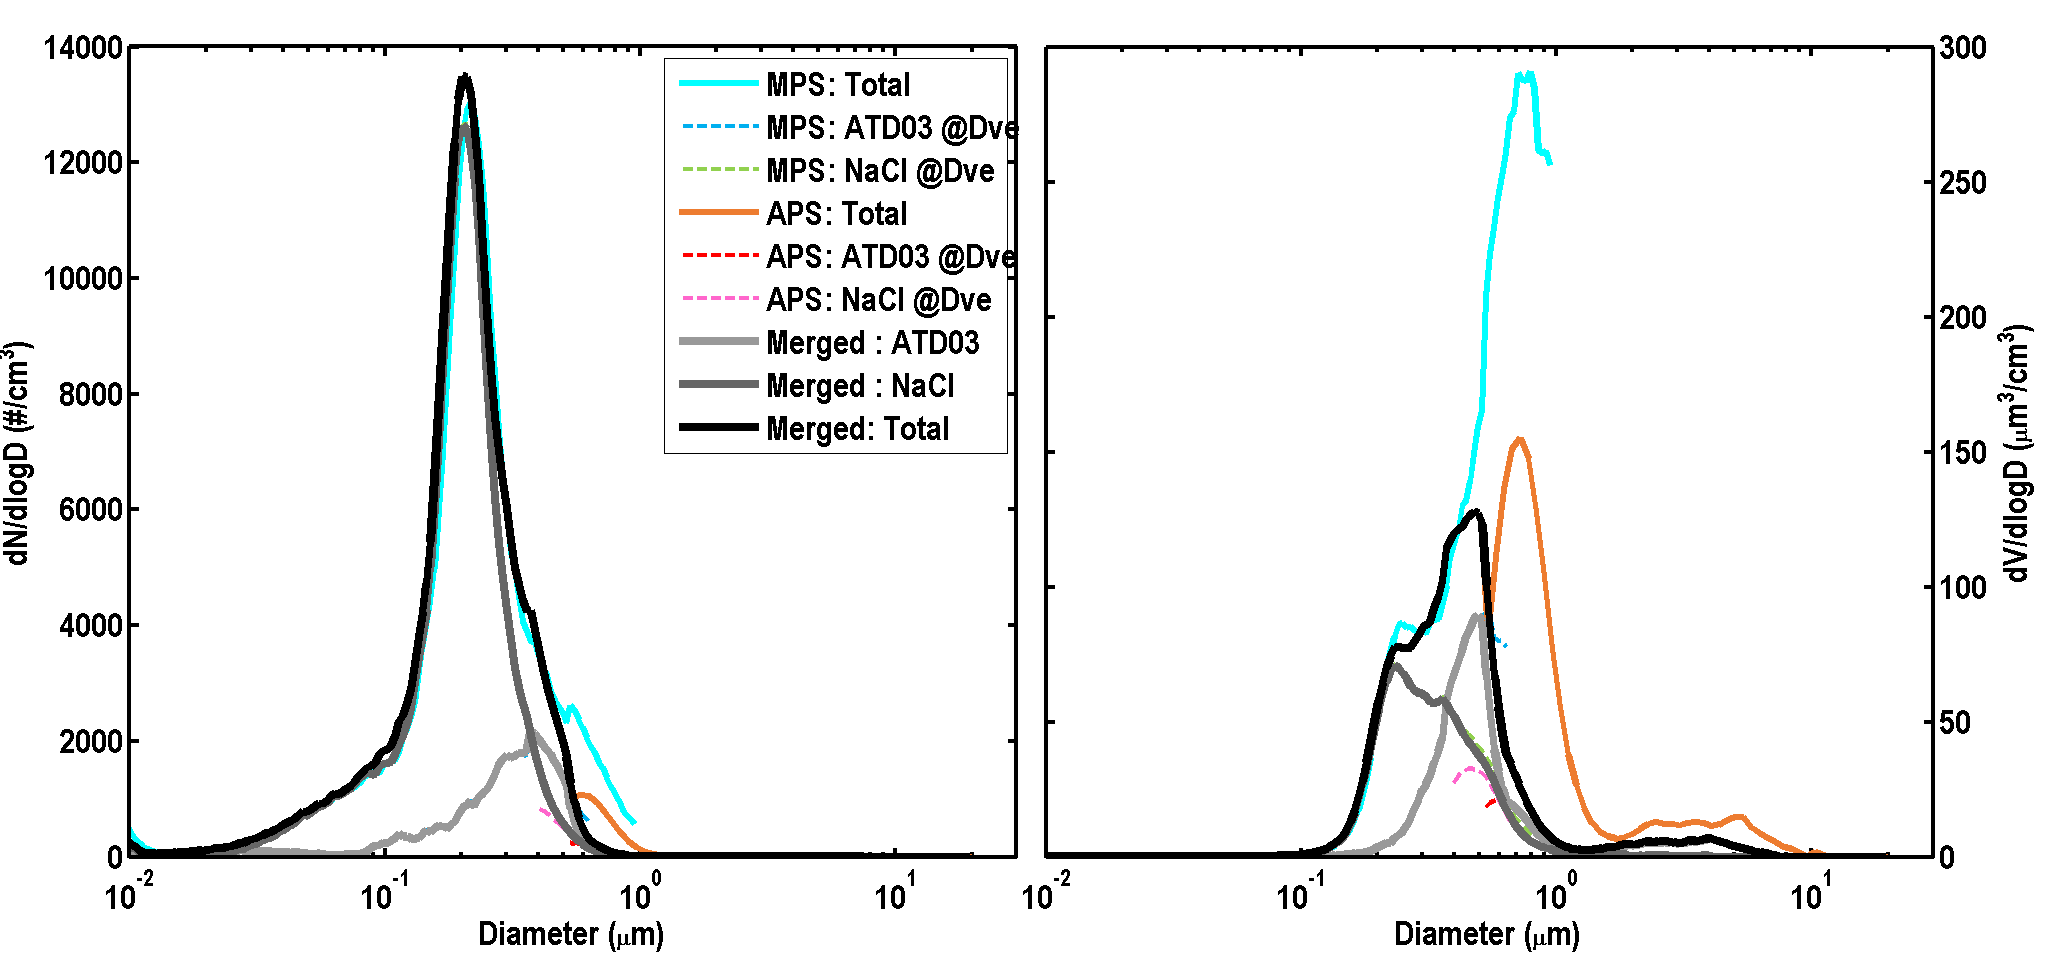 14000
12000
10000
8000
6000
4000
2000
0
dN/dlogD (#/cm³)
10⁻²
10⁻¹
10⁰
10¹
Diameter (μm)
MPS: Total
MPS: ATD03 @Dve
MPS: NaCl @Dve
APS: Total
APS: ATD03 @Dve
APS: NaCl @Dve
Merged : ATD03
Merged : NaCl
Merged: Total
300
250
200
150
100
50
0
dV/dlogD (μm³/cm³)
10⁻²
10⁻¹
10⁰
10¹
Diameter (μm)